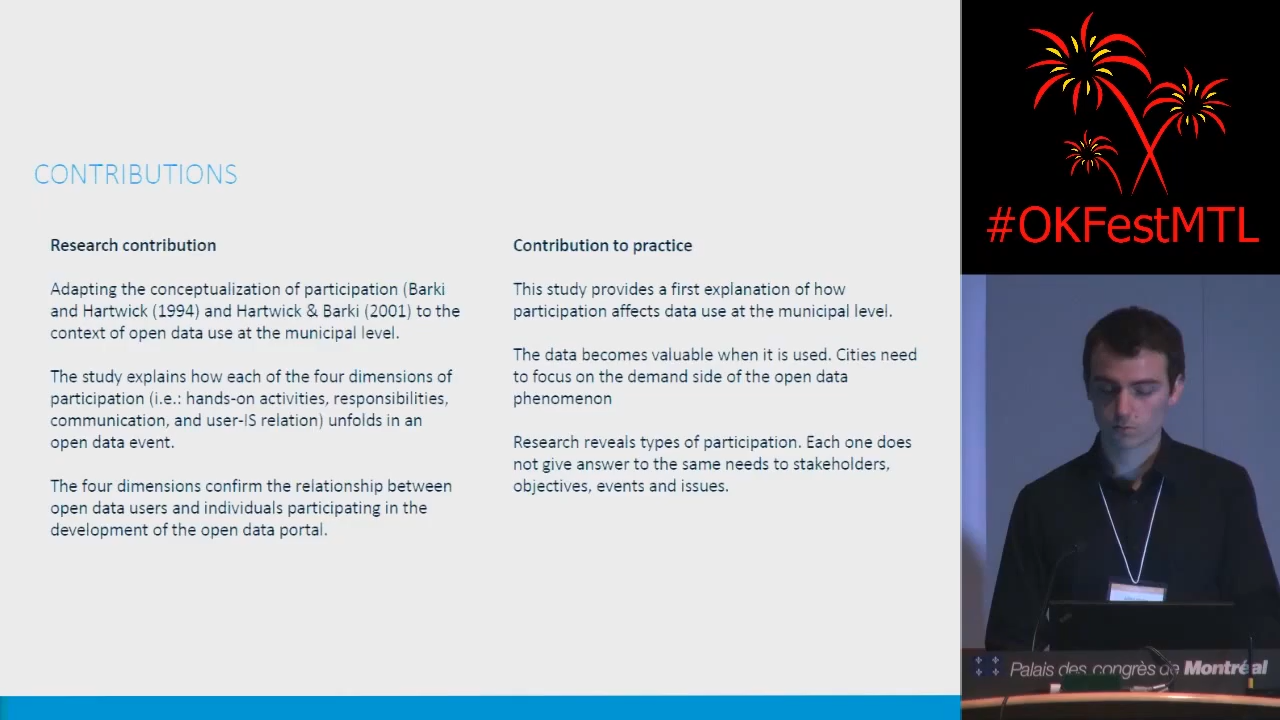 CONTRIBUTIONS
Research contribution
Adapting the conceptualization of participation (Barki
and Hartwick (1994) and Hartwick & Barki (2001) to the
context of open data use at the municipal level.
The study explains how each of the four dimensions of
participation (i.e.: hands-on activities, responsibilities,
communication, and user-IS relation) unfolds in an
open data event.
The four dimensions confirm the relationship between
open data users and individuals participating in the
development of the open data portal.
Contribution to practice
This study provides a first explanation of how
participation affects data use at the municipal level.
The data becomes valuable when it is used. Cities need
to focus on the demand side of the open data
phenomenon
Research reveals types of participation. Each one does
not give answer to the same needs to stakeholders,
objectives, events and issues.
#OKFestMTL
Palais des congrès de Montréal